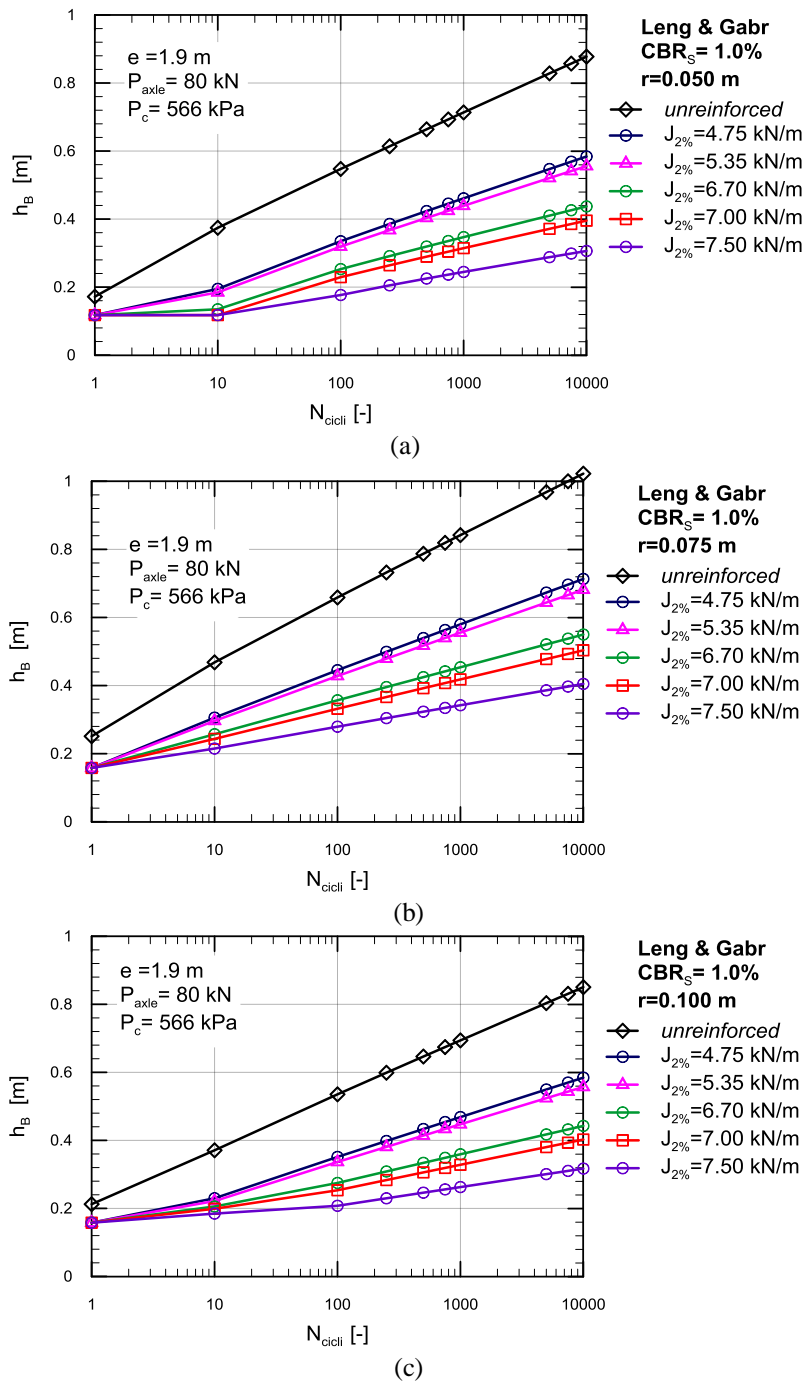 1
0.8
0.6
0.4
0.2
0
h_B [m]
e =1.9 m
P_axle= 80 kN
P_c= 566 kPa
1
10
100
1000
10000
N_cicli [-]
Leng & Gabr
CBR_S= 1.0%
r=0.050 m
unreinforced
J_2%=4.75 kN/m
J_2%=5.35 kN/m
J_2%=6.70 kN/m
J_2%=7.00 kN/m
J_2%=7.50 kN/m
(a)
1
0.8
0.6
0.4
0.2
0
h_B [m]
e =1.9 m
P_axle= 80 kN
P_c= 566 kPa
1
10
100
1000
10000
N_cicli [-]
Leng & Gabr
CBR_S= 1.0%
r=0.075 m
unreinforced
J_2%=4.75 kN/m
J_2%=5.35 kN/m
J_2%=6.70 kN/m
J_2%=7.00 kN/m
J_2%=7.50 kN/m
(b)
1
0.8
0.6
0.4
0.2
0
h_B [m]
e =1.9 m
P_axle= 80 kN
P_c= 566 kPa
1
10
100
1000
10000
N_cicli [-]
Leng & Gabr
CBR_S= 1.0%
r=0.100 m
unreinforced
J_2%=4.75 kN/m
J_2%=5.35 kN/m
J_2%=6.70 kN/m
J_2%=7.00 kN/m
J_2%=7.50 kN/m
(c)